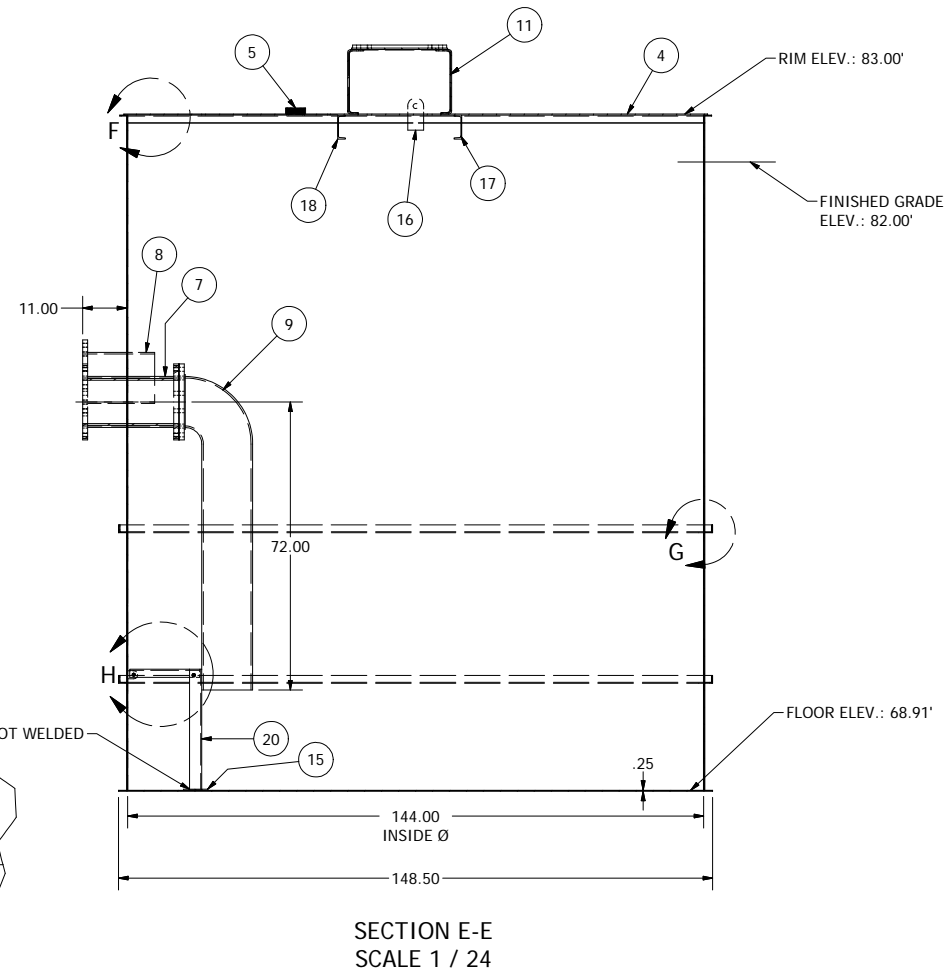 11
5
4
RIM ELEV.: 83.00'
F
c
17
18
16
FINISHED GRADE
ELEV.: 82.00'
8
7
11.00
9
G
72.00
H
OT WELDED
20
15
FLOOR ELEV.: 68.91'
.25
144.00
INSIDE Ø
148.50
SECTION E-E
SCALE 1 / 24